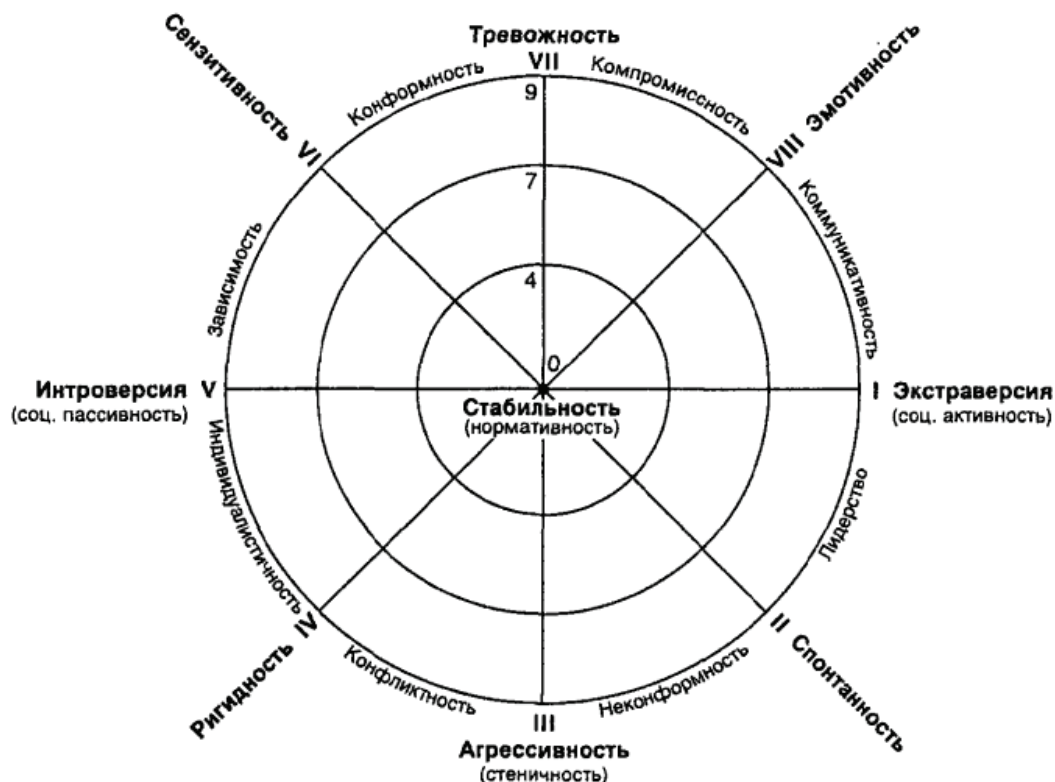 Тревожность
VII
Сензитивность VI
Конформность
Компромиссность
VIII Эмотивность
9
7
4
0
Зависимость
Коммуникативность
Интроверсия V
(соц. пассивность)
Стабильность
(нормативность)
I Экстраверсия
(соц. активность)
Индивидуалистичность
Лидерство
Ригидность IV
Конфликтность
Неконформность
II Спонтанность
III
Агрессивность
(стеничность)